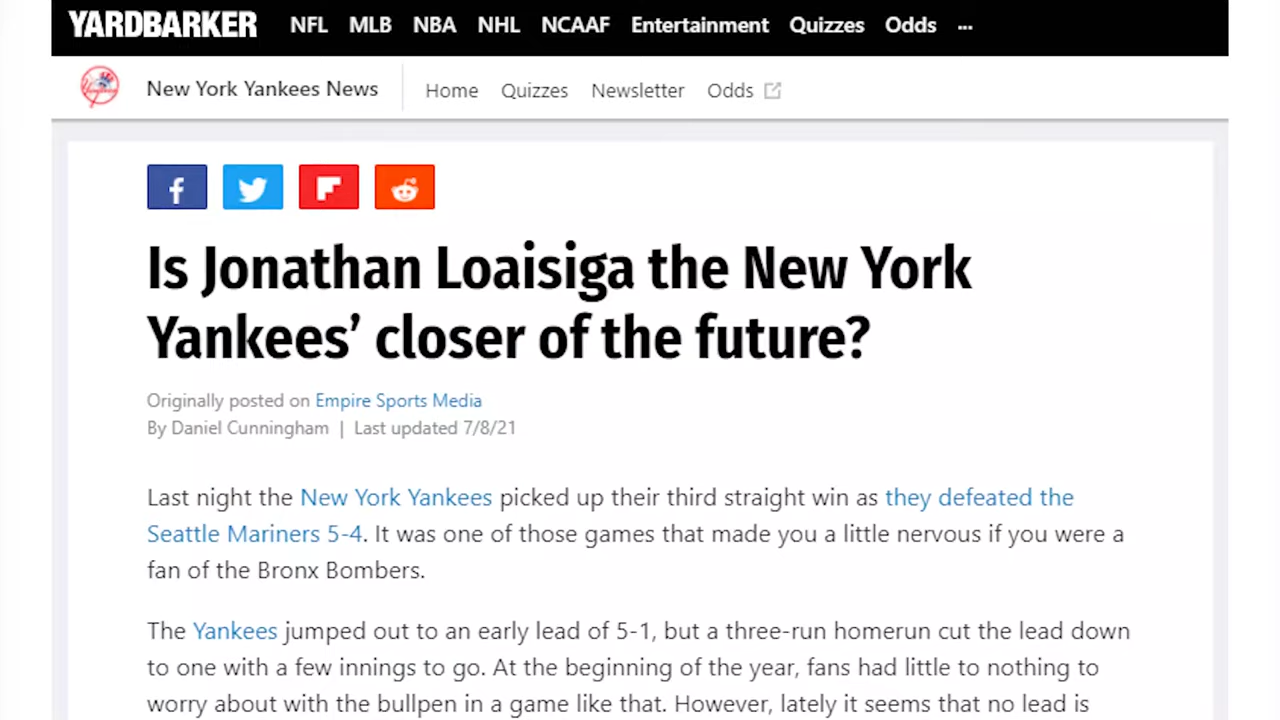 YARDBARKER NFL MLB NBA NHL NCAAF Entertainment Quizzes Odds ...
New York Yankees News Home Quizzes Newsletter Odds
Is Jonathan Loaisiga the New York
Yankees’ closer of the future?
Originally posted on Empire Sports Media
By Daniel Cunningham | Last updated 7/8/21
Last night the New York Yankees picked up their third straight win as they defeated the
Seattle Mariners 5-4. It was one of those games that made you a little nervous if you were a
fan of the Bronx Bombers.
The Yankees jumped out to an early lead of 5-1, but a three-run homerun cut the lead down
to one with a few innings to go. At the beginning of the year, fans had little to nothing to
worry about with the bullpen in a game like that. However, lately it seems that no lead is